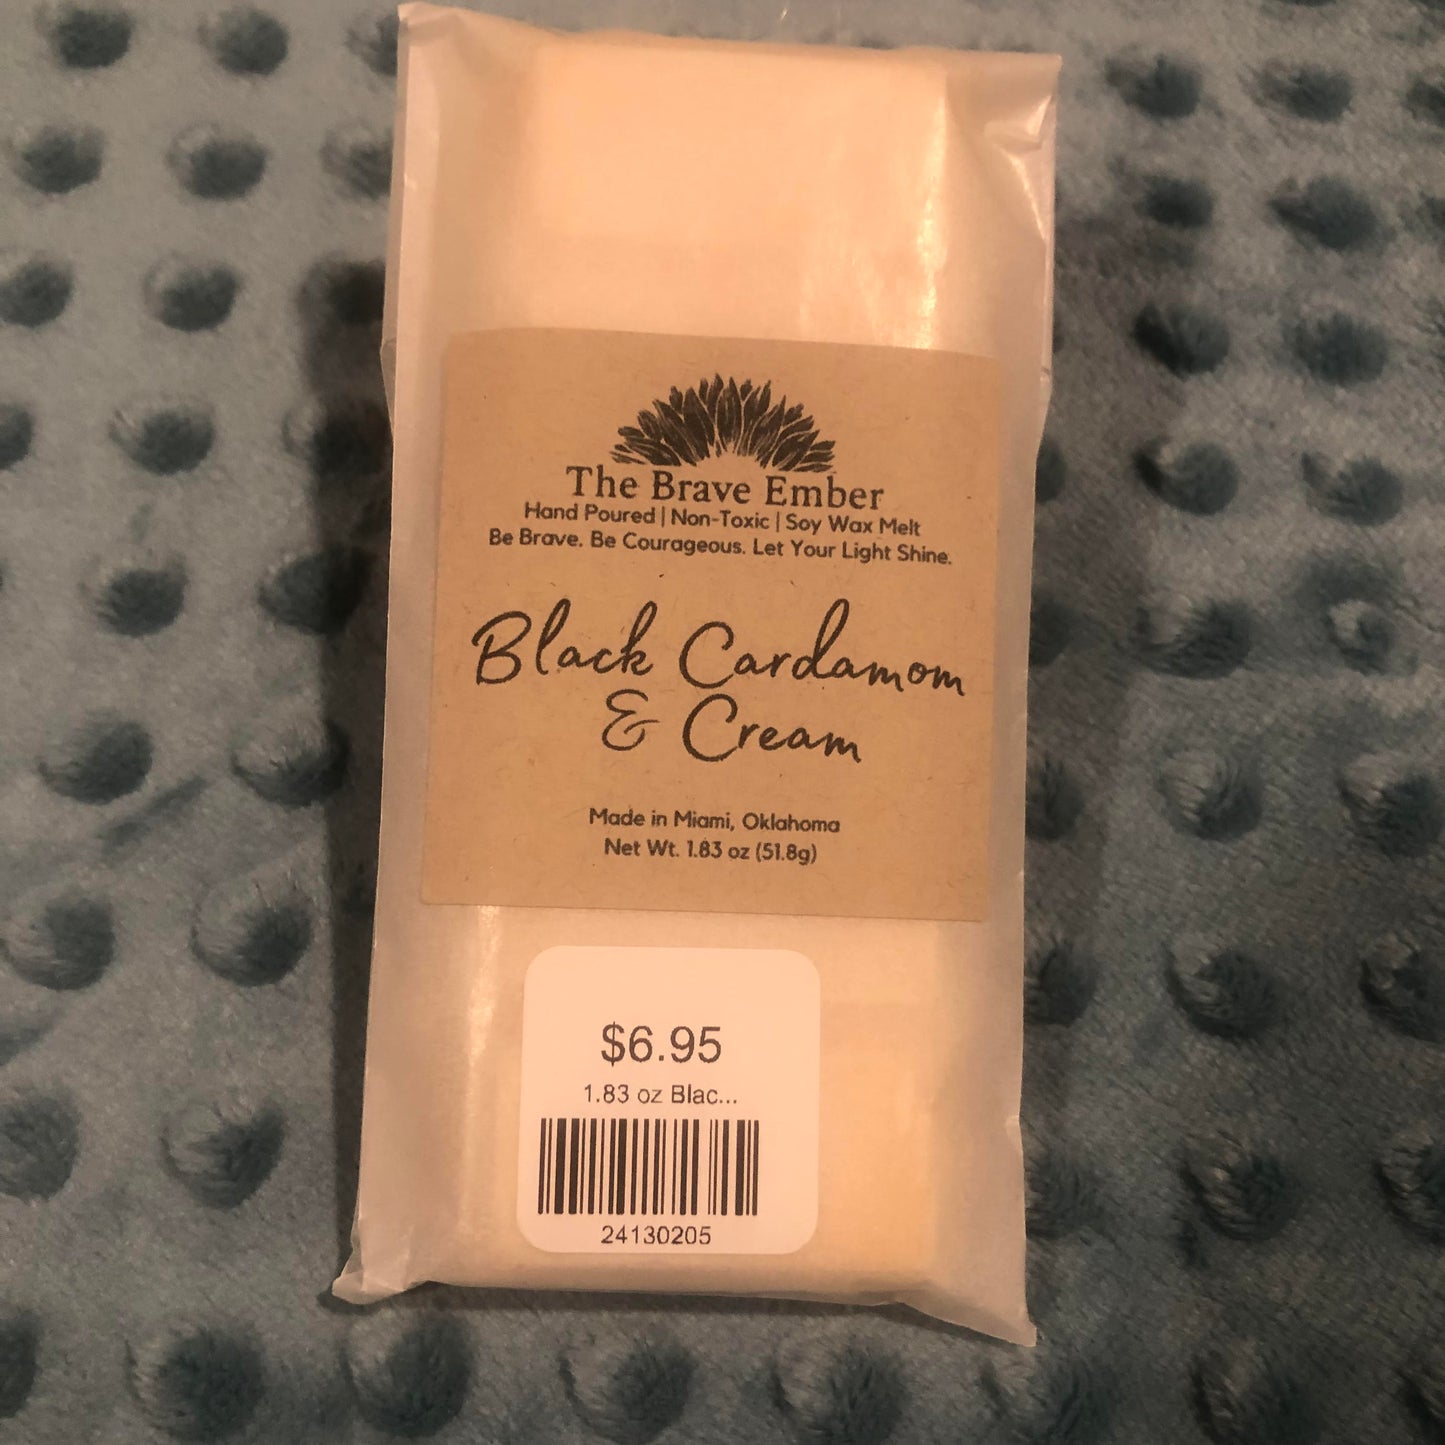 The Brave Ember
Hand Poured | Non-Toxic | Soy Wax Melt
Be Brave. Be Courageous. Let Your Light Shine.
Black Cardamom
& Cream
Made in Miami, Oklahoma
Net Wt. 1.83 oz (51.8g)
$6.95
1.83 oz Blac...
24130205